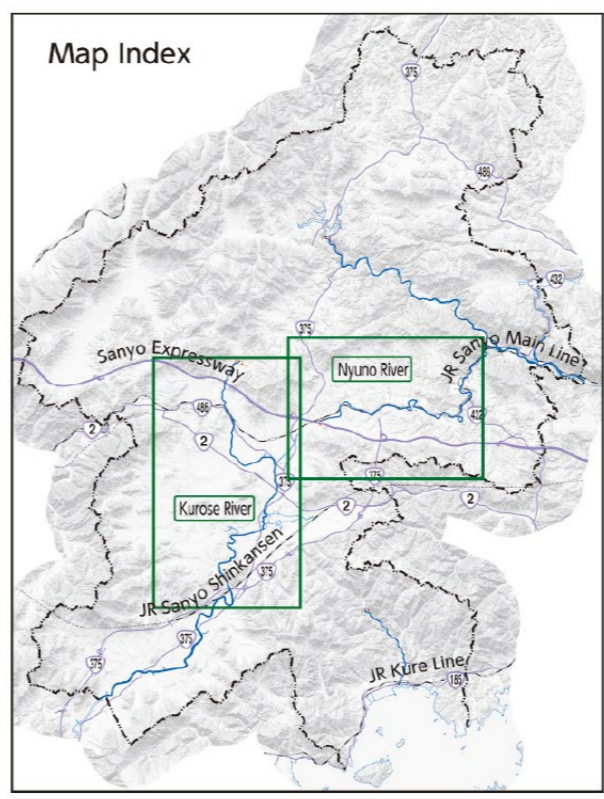 Map Index
375
486
432
375
JR Sanyo Main Line
Sanyo Expressway
Nyuno River
486
432
2
2
375
375
2
2
Kurose River
JR Sanyo Shinkansen
375
375
375
JR Kure Line
185